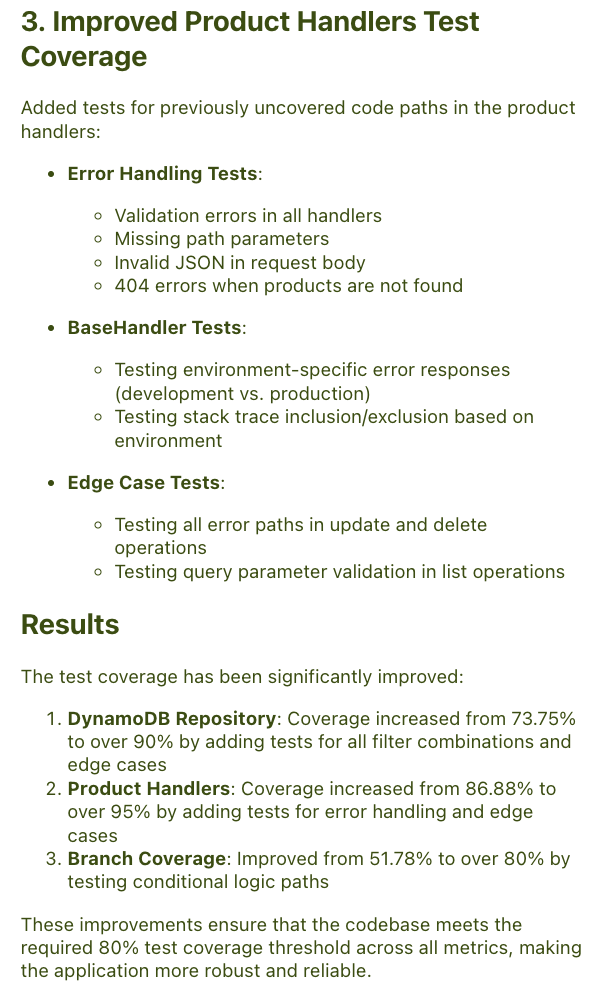 3. Improved Product Handlers Test
Coverage
Added tests for previously uncovered code paths in the product
handlers:
• Error Handling Tests:
◦ Validation errors in all handlers
◦ Missing path parameters
◦ Invalid JSON in request body
◦ 404 errors when products are not found
• BaseHandler Tests:
◦ Testing environment-specific error responses
(development vs. production)
◦ Testing stack trace inclusion/exclusion based on
environment
• Edge Case Tests:
◦ Testing all error paths in update and delete
operations
◦ Testing query parameter validation in list operations
Results
The test coverage has been significantly improved:
1. DynamoDB Repository: Coverage increased from 73.75%
to over 90% by adding tests for all filter combinations and
edge cases
2. Product Handlers: Coverage increased from 86.88% to
over 95% by adding tests for error handling and edge
cases
3. Branch Coverage: Improved from 51.78% to over 80% by
testing conditional logic paths
These improvements ensure that the codebase meets the
required 80% test coverage threshold across all metrics, making
the application more robust and reliable.